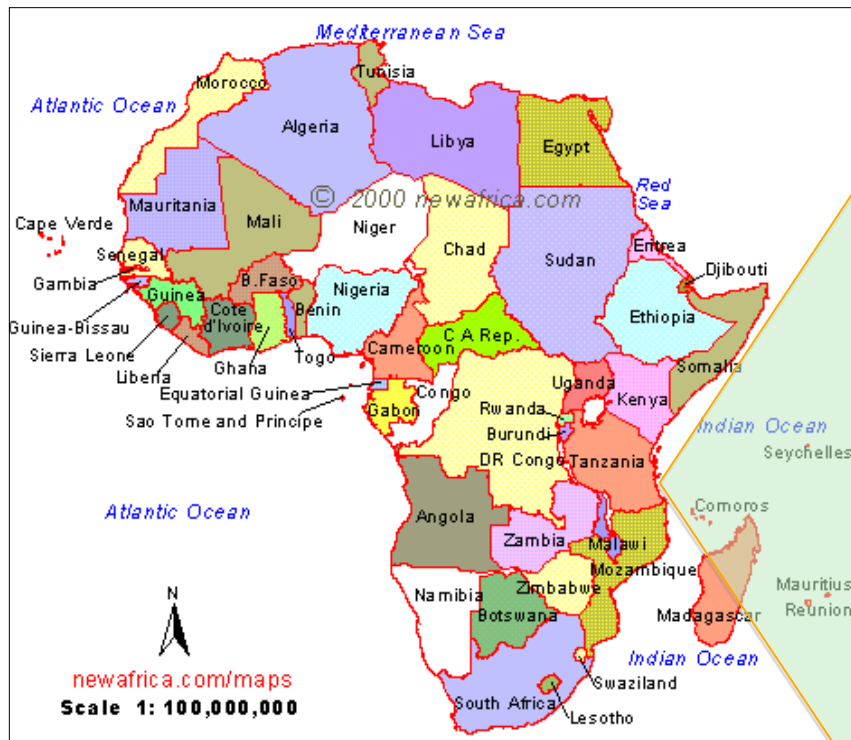 Mediterranean Sea
Tunisia
Morocco
Atlantic Ocean
Algeria
Libya
Egypt
© 2000 newafrica.com
Red
Sea
Mauritania
Mali
Niger
Cape Verde
Chad
Sudan
Eritrea
Senegal
Djibouti
Gambia
B.Faso
Guinea
Nigeria
Cote
d'Ivoire
Benin
Ethiopia
Guinea-Bissau
Sierra Leone
Togo
C A Rep.
Cameroon
Ghana
Liberia
Somalia
Equatorial Guinea
Uganda
Congo
Kenya
Gabon
Rwanda
Sao Tome and Principe
Burundi
Indian Ocean
Seychelles
DR Congo
Tanzania
Comoros
Atlantic Ocean
Angola
Zambia
Malawi
Mozambique
Zimbabwe
Namibia
Botswana
Mauritius
Reunion
Madagascar
N
Indian Ocean
newafrica.com/maps
Swaziland
South Africa
Scale 1: 100,000,000
Lesotho